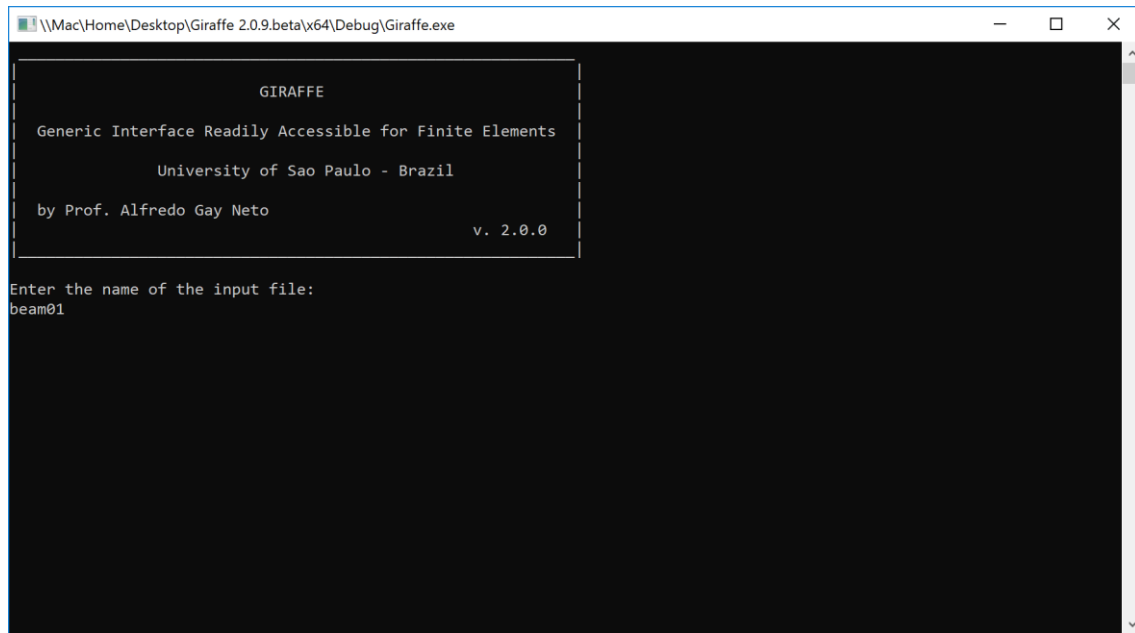 \\Mac\Home\Desktop\Giraffe 2.0.9.beta\x64\Debug\Giraffe.exe
GIRAFFE
Generic Interface Readily Accessible for Finite Elements
University of Sao Paulo - Brazil
by Prof. Alfredo Gay Neto
v. 2.0.0
Enter the name of the input file:
beam01